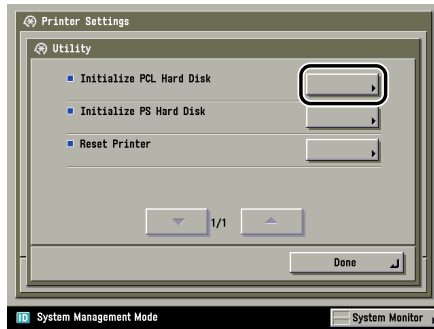 Printer Settings
Utility
Initialize PCL Hard Disk
Initialize PS Hard Disk
Reset Printer
1/1
Done
ID System Management Mode
System Monitor